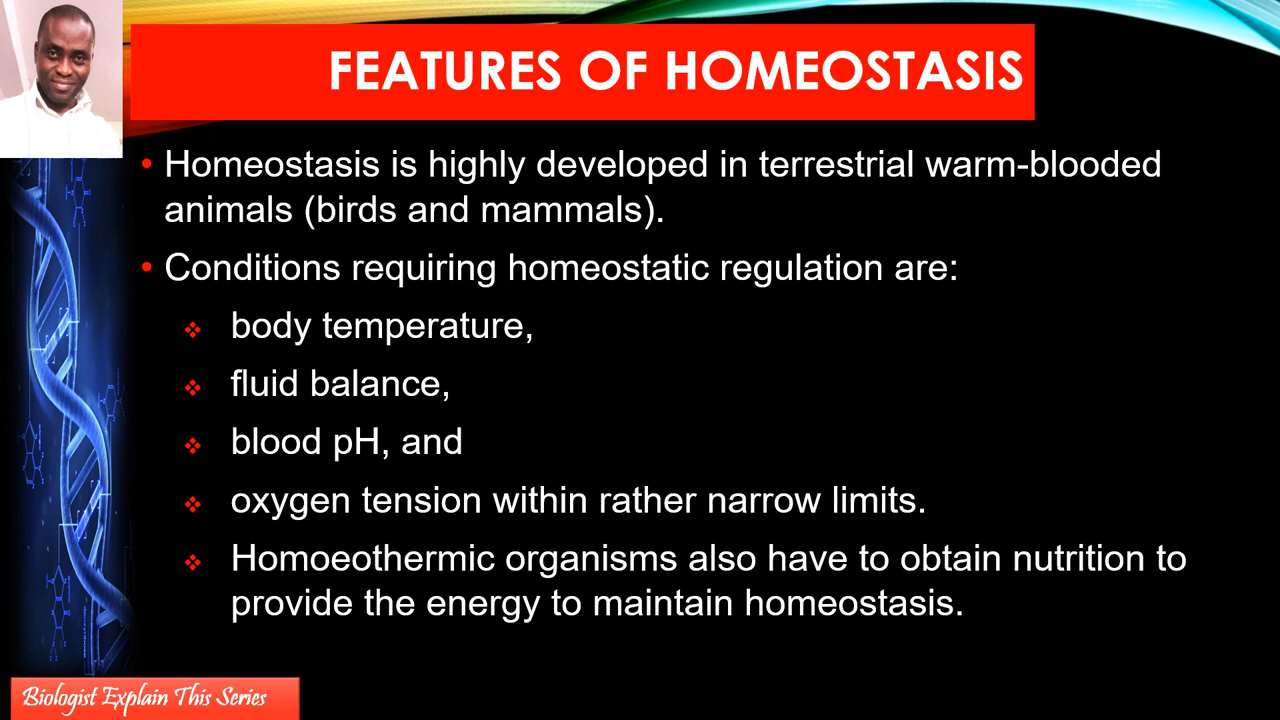 FEATURES OF HOMEOSTASIS
• Homeostasis is highly developed in terrestrial warm-blooded
animals (birds and mammals).
• Conditions requiring homeostatic regulation are:
❖ body temperature,
❖ fluid balance,
❖ blood pH, and
❖ oxygen tension within rather narrow limits.
❖ Homoeothermic organisms also have to obtain nutrition to
provide the energy to maintain homeostasis.
Biologist Explain This Series